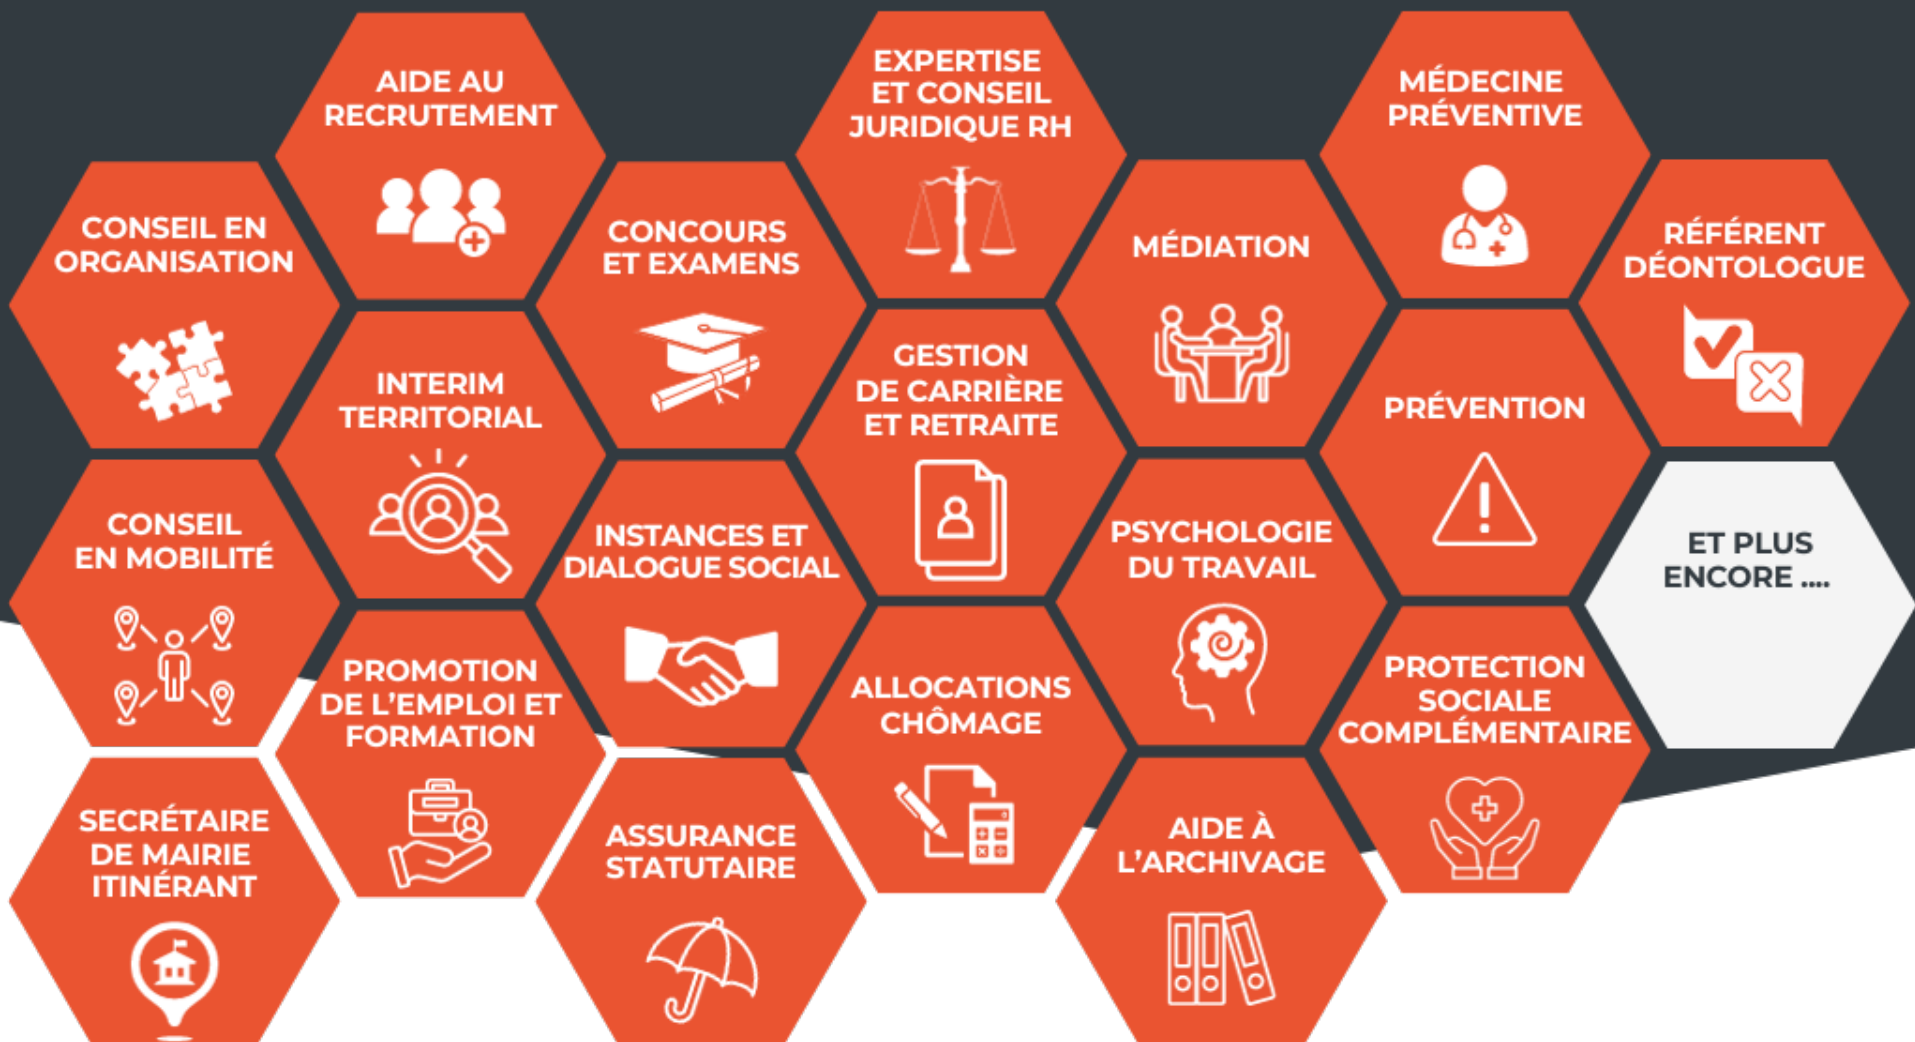 AIDE AU
RECRUTEMENT
EXPERTISE
ET CONSEIL
JURIDIQUE RH
MÉDECINE
PRÉVENTIVE
CONSEIL EN
ORGANISATION
CONCOURS
ET EXAMENS
MÉDIATION
RÉFÉRENT
DÉONTOLOGUE
INTERIM
TERRITORIAL
GESTION
DE CARRIÈRE
ET RETRAITE
PRÉVENTION
CONSEIL
EN MOBILITÉ
INSTANCES ET
DIALOGUE SOCIAL
PSYCHOLOGIE
DU TRAVAIL
ET PLUS
ENCORE ....
PROMOTION
DE L'EMPLOI ET
FORMATION
ALLOCATIONS
CHÔMAGE
PROTECTION
SOCIALE
COMPLÉMENTAIRE
SECRÉTAIRE
DE MAIRIE
ITINÉRANT
ASSURANCE
STATUTAIRE
AIDE À
L'ARCHIVAGE